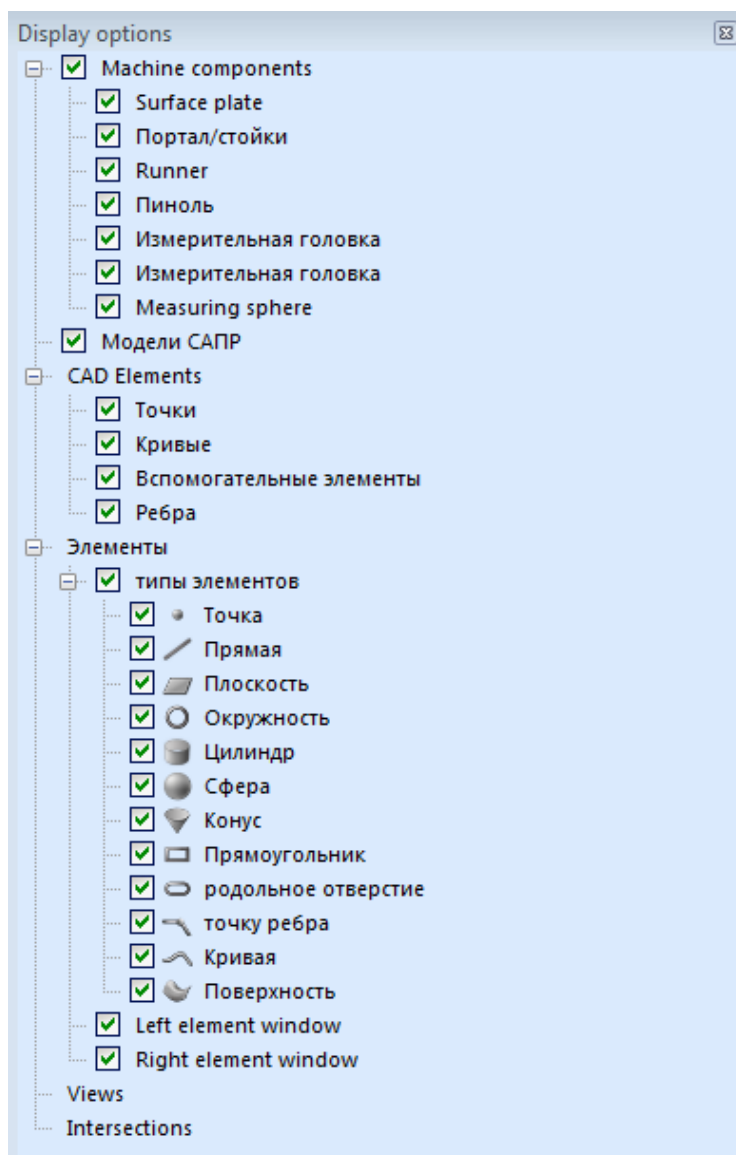 Display options
Machine components
Surface plate
Портал/стойки
Runner
Пиноль
Измерительная головка
Измерительная головка
Measuring sphere
Модели САПР
CAD Elements
Точки
Кривые
Вспомогательные элементы
Ребра
Элементы
типы элементов
Точка
Прямая
Плоскость
Окружность
Цилиндр
Сфера
Конус
Прямоугольник
родольное отверстие
точку ребра
Кривая
Поверхность
Left element window
Right element window
Views
Intersections